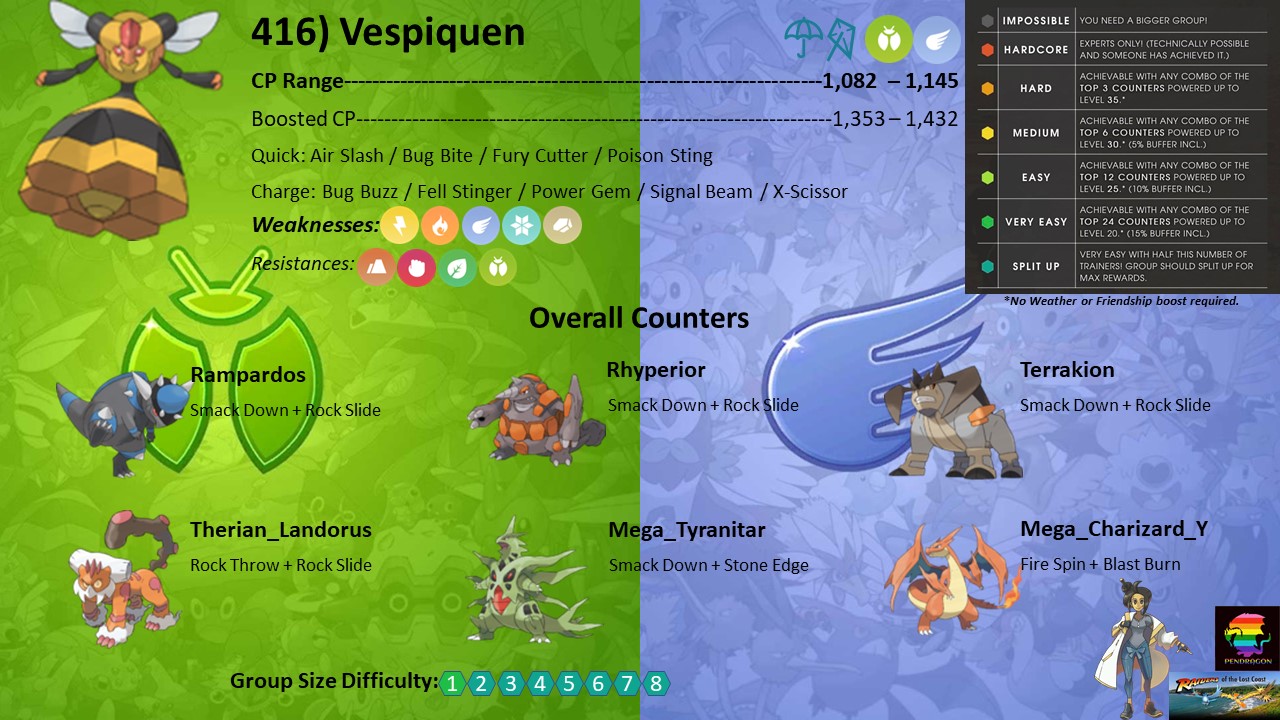 416) Vespiquen
CP Range---1,082 – 1,145
Boosted CP---1,353 – 1,432
Quick: Air Slash / Bug Bite / Fury Cutter / Poison Sting
Charge: Bug Buzz / Fell Stinger / Power Gem / Signal Beam / X-Scissor
Weaknesses:
Resistances:
IMPOSSIBLE YOU NEED A BIGGER GROUP!
HARDCORE EXPERTS ONLY! (TECHNICALLY POSSIBLE
AND SOMEONE HAS ACHIEVED IT.)
HARD ACHIEVABLE WITH ANY COMBO OF THE
TOP 3 COUNTERS POWERED UP TO
LEVEL 35.*
MEDIUM ACHIEVABLE WITH ANY COMBO OF THE
TOP 6 COUNTERS POWERED UP TO
LEVEL 30.* (5% BUFFER INCL.)
EASY ACHIEVABLE WITH ANY COMBO OF THE
TOP 12 COUNTERS POWERED UP TO
LEVEL 25.* (10% BUFFER INCL.)
VERY EASY ACHIEVABLE WITH ANY COMBO OF THE
TOP 24 COUNTERS POWERED UP TO
LEVEL 20.* (15% BUFFER INCL.)
SPLIT UP VERY EASY WITH HALF THIS NUMBER OF
TRAINERS! GROUP SHOULD SPLIT UP FOR
MAX REWARDS.
*No Weather or Friendship boost required.
Overall Counters
Rampardos
Smack Down + Rock Slide
Rhyperior
Smack Down + Rock Slide
Terrakion
Smack Down + Rock Slide
Therian_Landorus
Rock Throw + Rock Slide
Mega_Tyranitar
Smack Down + Stone Edge
Mega_Charizard_Y
Fire Spin + Blast Burn
Group Size Difficulty: 1 2 3 4 5 6 7 8
PENDRAGON
RAIDERS of the Lost Coast